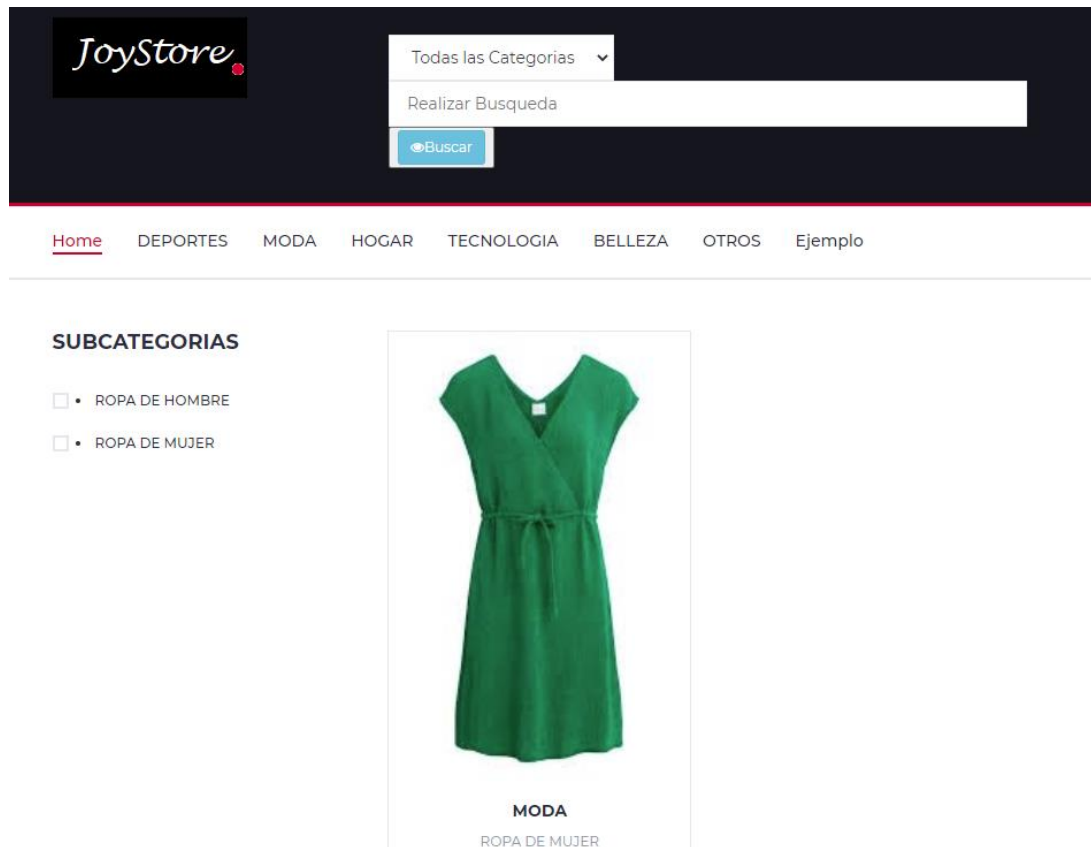 JoyStore.
Todas las Categorias
Realizar Busqueda
Buscar
Home DEPORTES MODA HOGAR TECNOLOGIA BELLEZA OTROS Ejemplo
SUBCATEGORIAS
• ROPA DE HOMBRE
• ROPA DE MUJER
MODA
ROPA DE MUJER